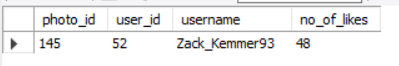 photo_id user_id username no_of_likes
145 52 Zack_Kemmer93 48